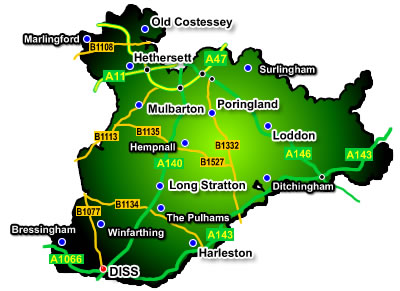 Old Costessey
Marlingford
B1108
Hethersett
A47
A11
Surlingham
Mulbarton
Poringland
B1113
B1135
Loddon
Hempnall
B1332
A140
B1527
A146
A143
Long Stratton
Ditchingham
B1077
B1134
The Pulhams
Bressingham
Winfarthing
A143
Harleston
A1066
DISS